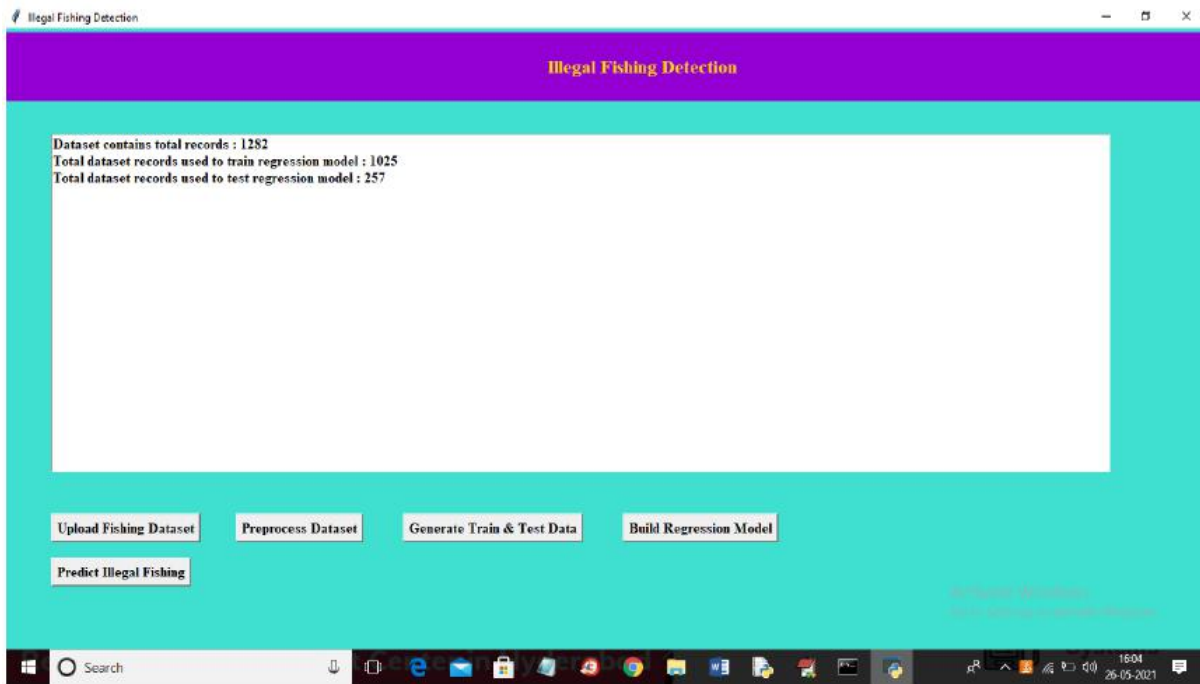 Illegal Fishing Detection
Illegal Fishing Detection
Dataset contains total records : 1282
Total dataset records used to train regression model : 1025
Total dataset records used to test regression model : 257
Upload Fishing Dataset
Preprocess Dataset
Generate Train & Test Data
Build Regression Model
Predict Illegal Fishing
Search
16:04
26-05-2021